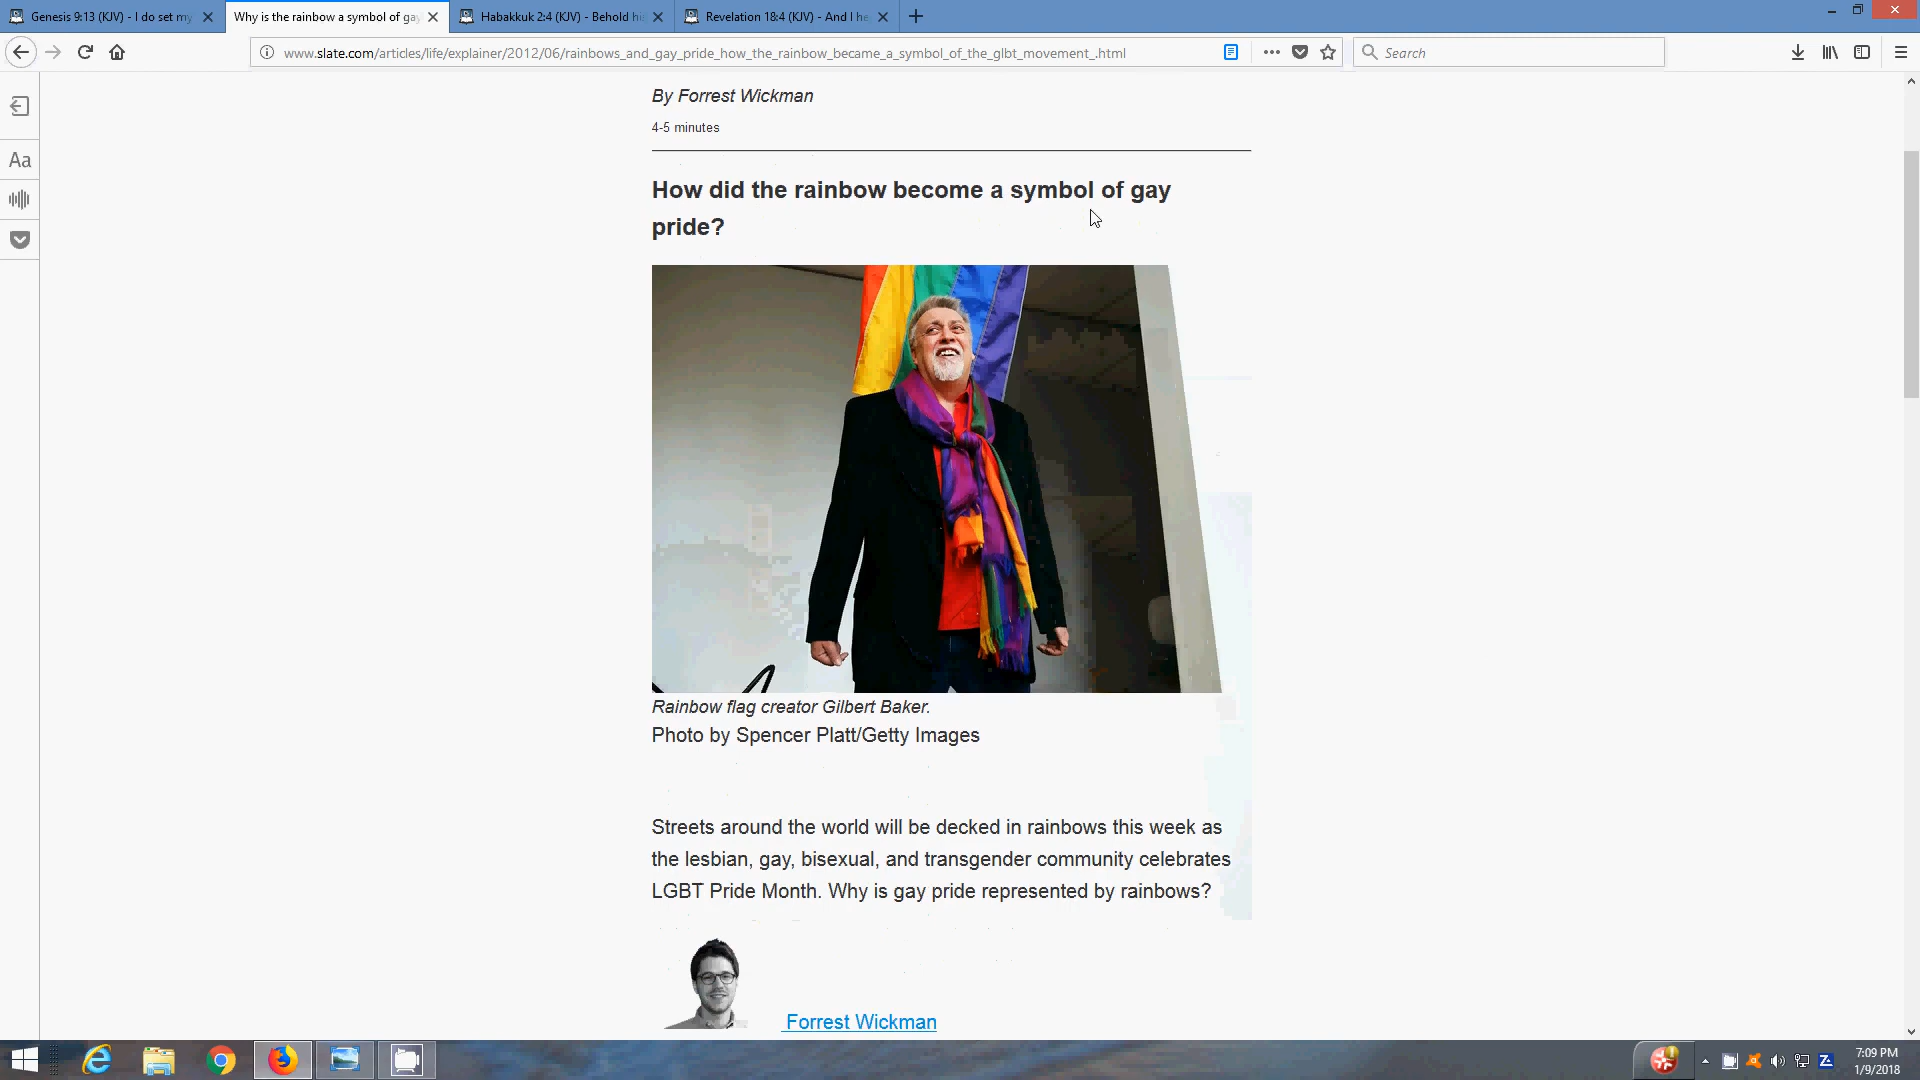 Genesis 9:13 (KJV) - I do set my
Why is the rainbow a symbol of gay
Habakkuk 2:4 (KJV) - Behold his
Revelation 18:4 (KJV) - And I he
www.slate.com/articles/life/explainer/2012/06/rainbows_and_gay_pride_how_the_rainbow_became_a_symbol_of_the_glbt_movement_.html
Search
By Forrest Wickman
4-5 minutes
Aa
How did the rainbow become a symbol of gay
pride?
Rainbow flag creator Gilbert Baker.
Photo by Spencer Platt/Getty Images
Streets around the world will be decked in rainbows this week as
the lesbian, gay, bisexual, and transgender community celebrates
LGBT Pride Month. Why is gay pride represented by rainbows?
Forrest Wickman
7:09 PM
1/9/2018